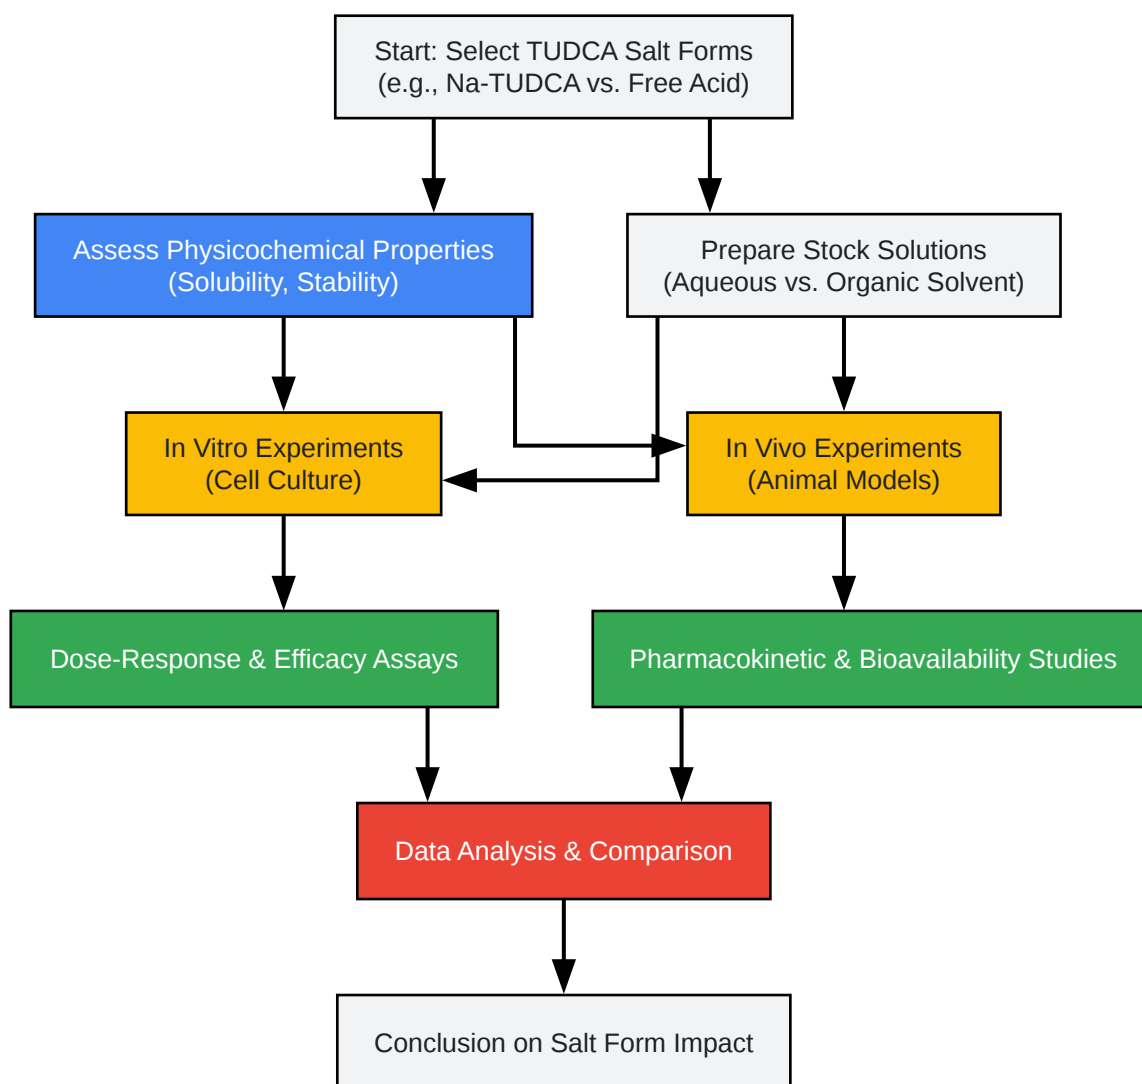 Start: Select TUDCA Salt Forms
(e.g., Na-TUDCA vs. Free Acid)
Assess Physicochemical Properties
(Solubility, Stability)
Prepare Stock Solutions
(Aqueous vs. Organic Solvent)
In Vitro Experiments
(Cell Culture)
In Vivo Experiments
(Animal Models)
Dose-Response & Efficacy Assays
Pharmacokinetic & Bioavailability Studies
Data Analysis & Comparison
Conclusion on Salt Form Impact